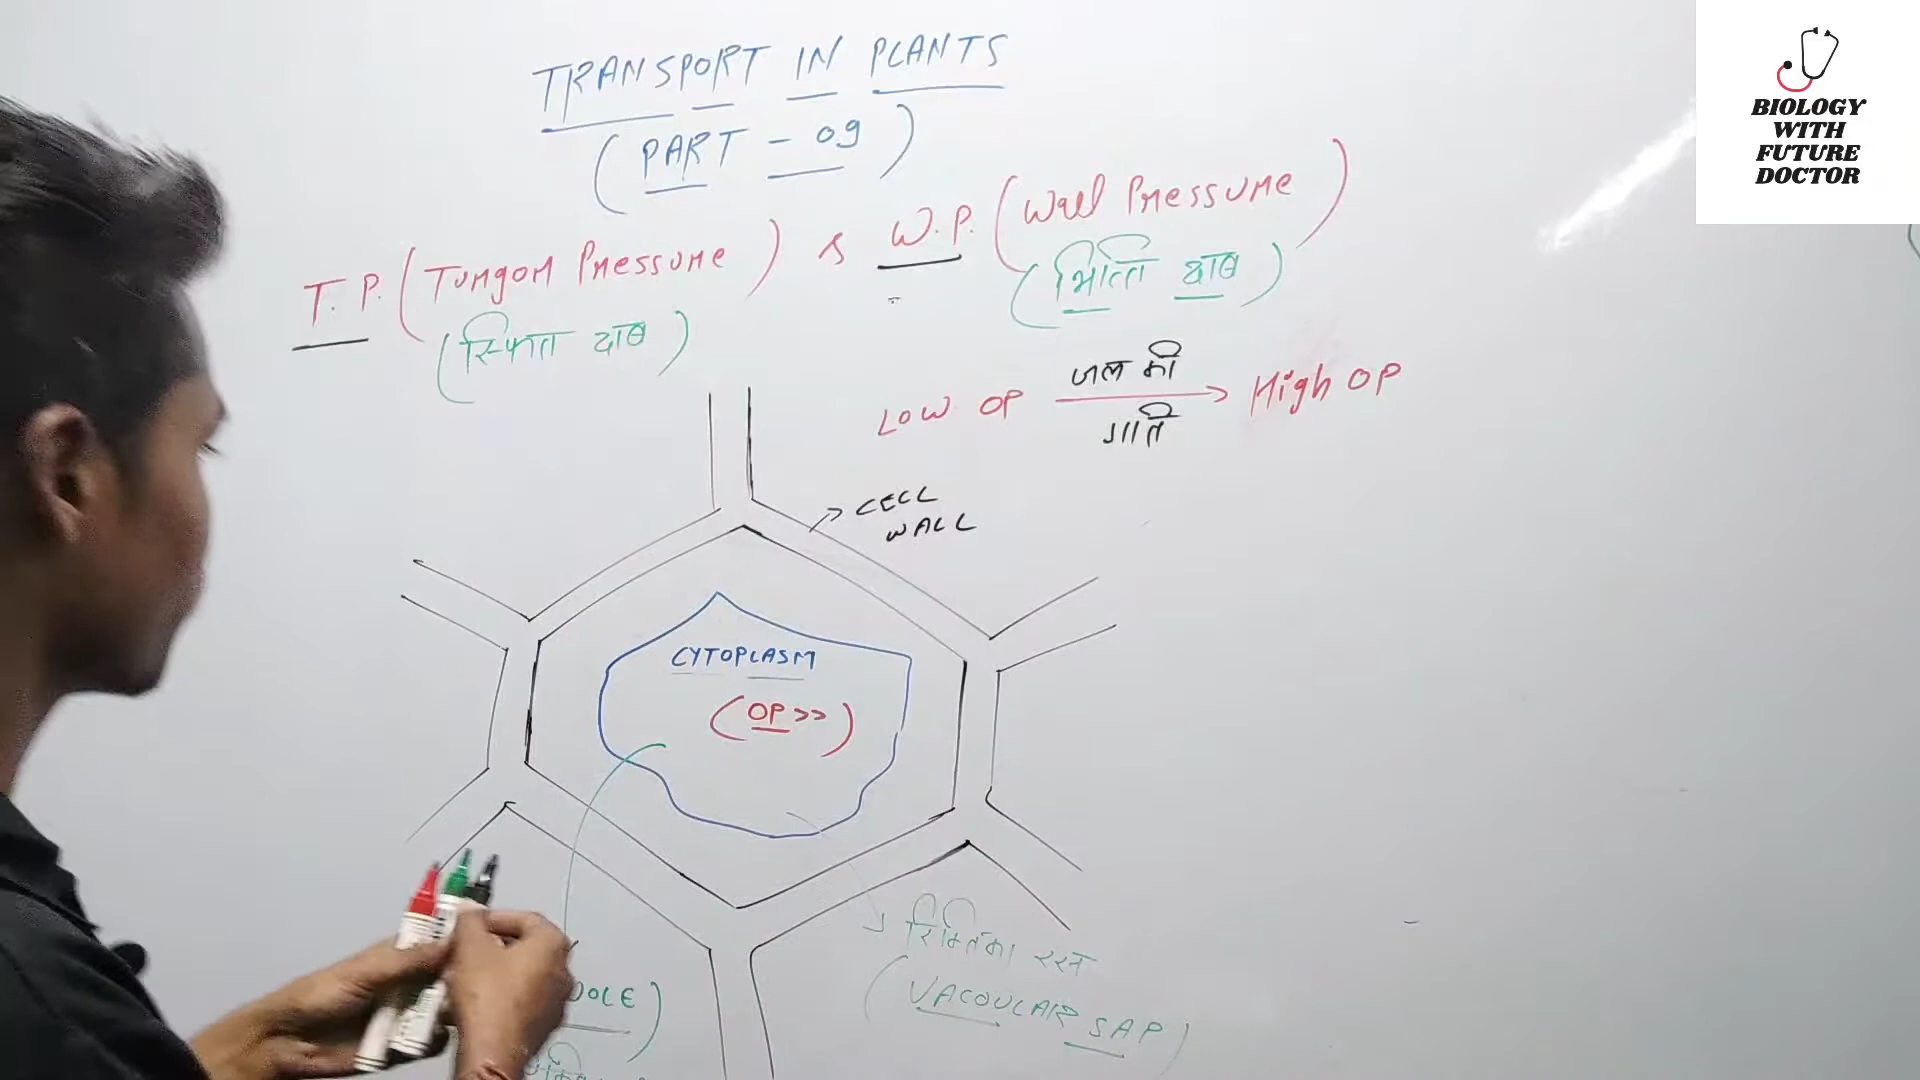 TRANSPORT IN PLANTS
(PART - 09)
T.P. (Turgor Pressure) & W.P. (Wall Pressure)
(स्फित दाब) (भित्ति दाब)
Low OP जल की गति High OP
CELL
WALL
CYTOPLASM
(OP >>)
रिक्तिका रस
(VACOULAR SAP)
OLE)
BIOLOGY
WITH
FUTURE
DOCTOR